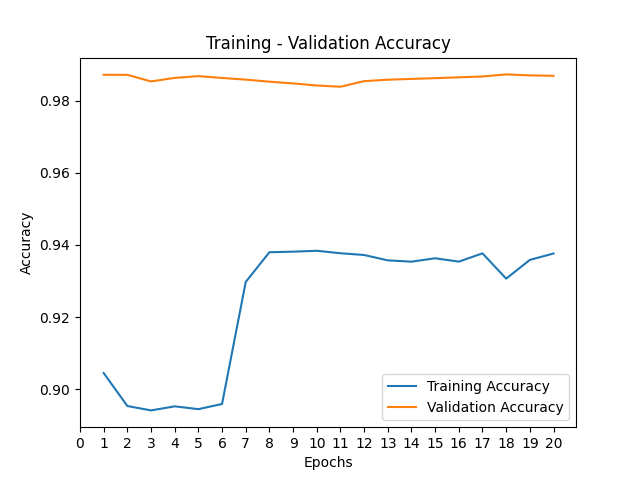 Training - Validation Accuracy
Accuracy
0.98
0.96
0.94
0.92
0.90
0 1 2 3 4 5 6 7 8 9 10 11 12 13 14 15 16 17 18 19 20
Epochs
Training Accuracy
Validation Accuracy